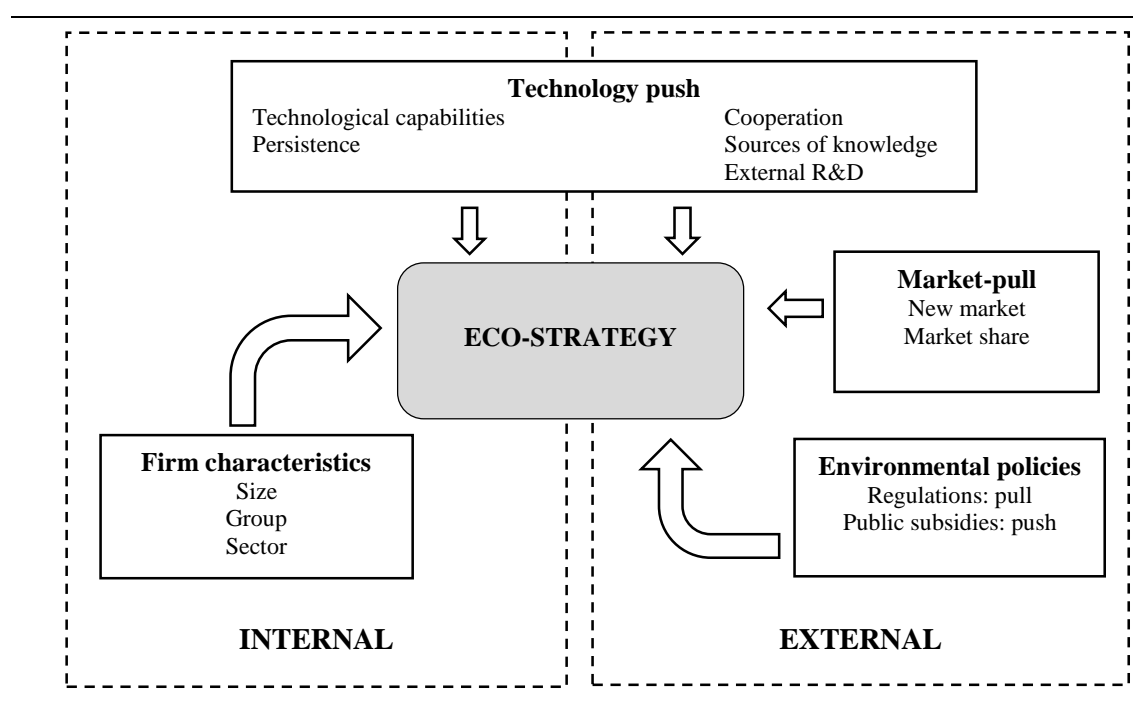 Technology push
Technological capabilities
Persistence
Cooperation
Sources of knowledge
External R&D
Market-pull
New market
Market share
ECO-STRATEGY
Firm characteristics
Size
Group
Sector
Environmental policies
Regulations: pull
Public subsidies: push
INTERNAL
EXTERNAL